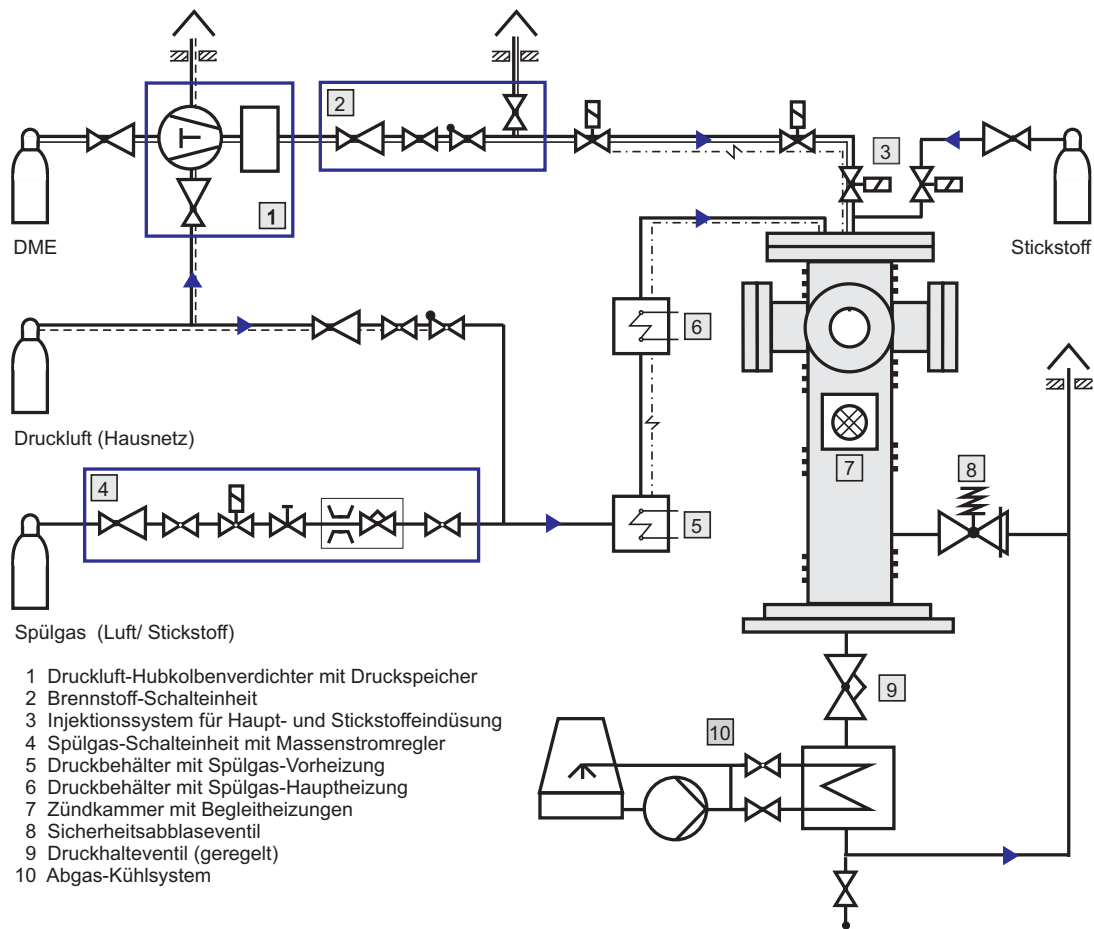 2
1
3
DME
Stickstoff
6
Druckluft (Hausnetz)
7
8
4
5
Spülgas (Luft/ Stickstoff)
9
10
1 Druckluft-Hubkolbenverdichter mit Druckspeicher
2 Brennstoff-Schalteinheit
3 Injektionssystem für Haupt- und Stickstoffeindüsung
4 Spülgas-Schalteinheit mit Massenstromregler
5 Druckbehälter mit Spülgas-Vorheizung
6 Druckbehälter mit Spülgas-Hauptheizung
7 Zündkammer mit Begleitheizungen
8 Sicherheitsabblaseventil
9 Druckhalteventil (geregelt)
10 Abgas-Kühlsystem